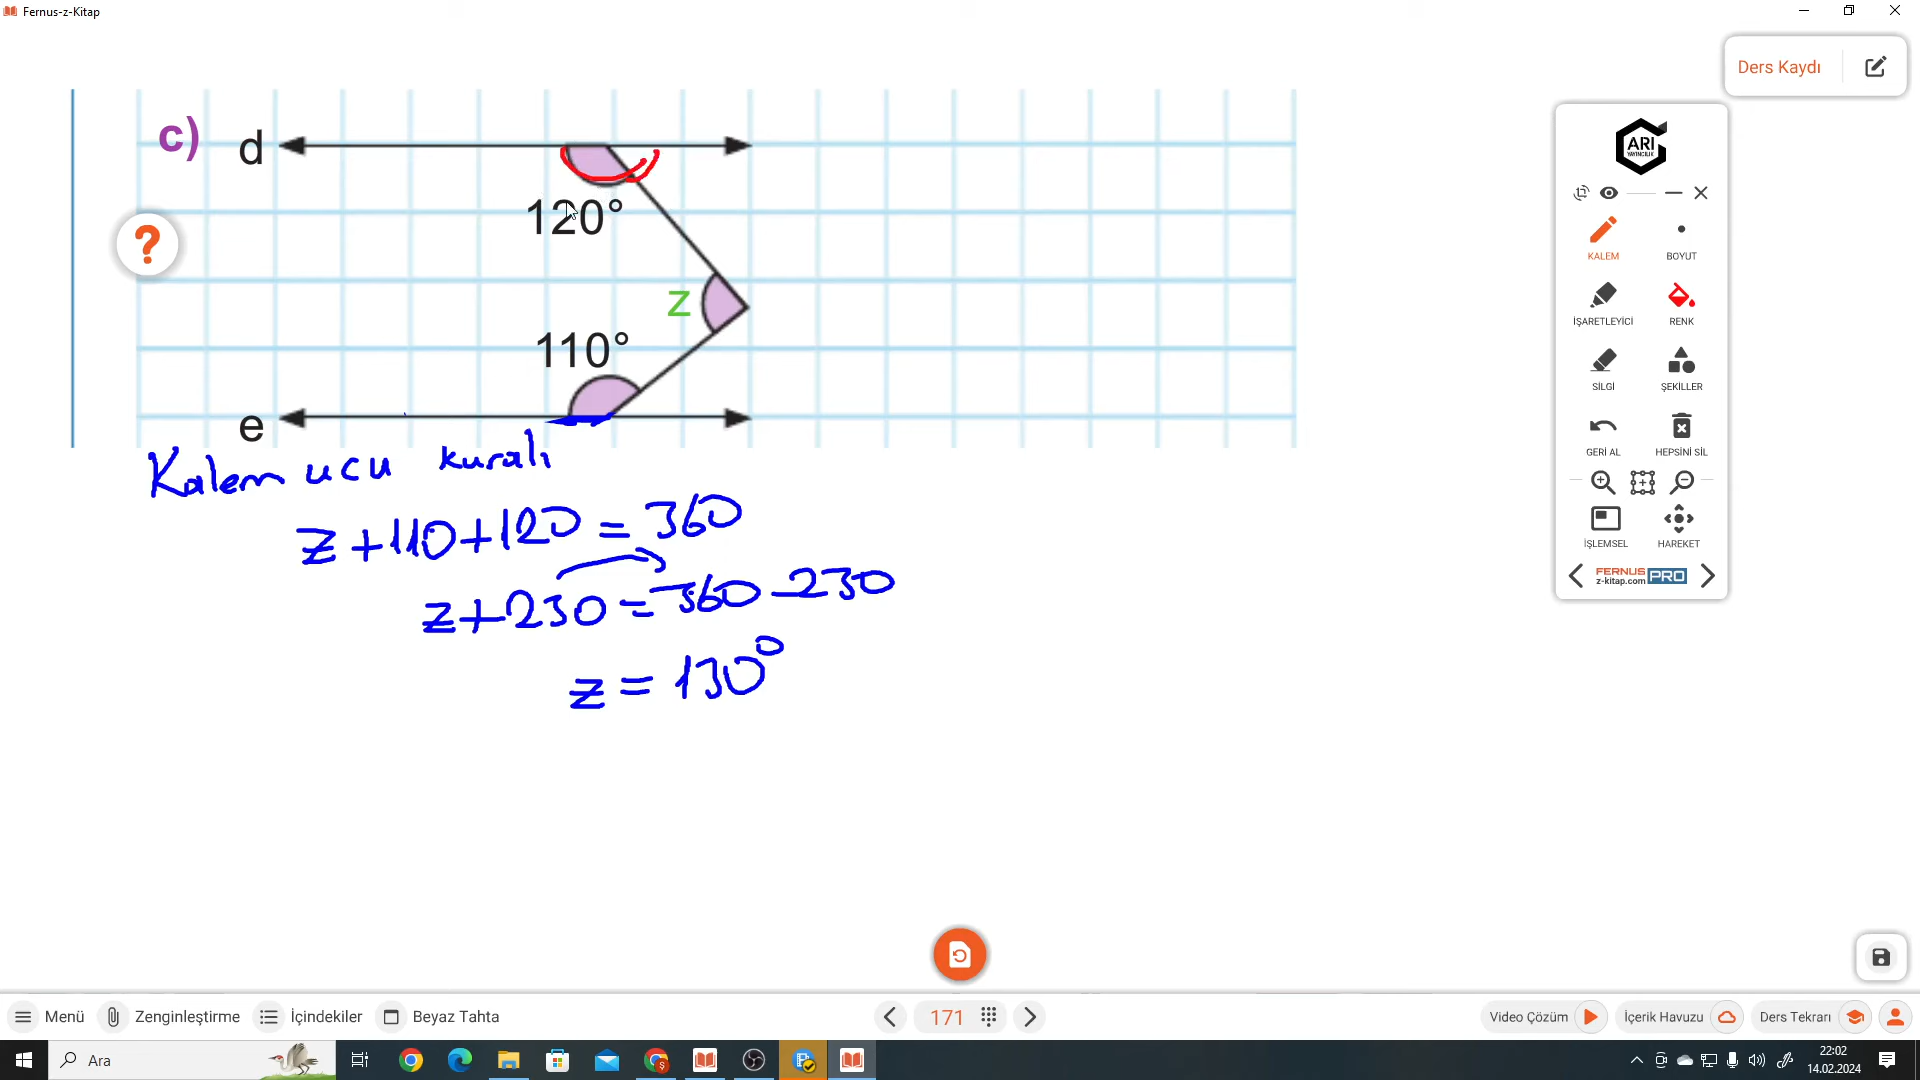 Fernus-z-Kitap
Ders Kaydı
c)
d
120°
z
110°
e
Kalem ucu kuralı
z+110+120=360
z+230=360-230
z=130°
?
ARI
YAYINCILIK
KALEM
BOYUT
İŞARETLEYİCİ
RENK
SİLGİ
ŞEKİLLER
GERİ AL
HEPSİNİ SİL
İŞLEMSEL
HAREKET
FERNUS
z-kitap.com
PRO
Menü
Zenginleştirme
İçindekiler
Beyaz Tahta
171
Video Çözüm
İçerik Havuzu
Ders Tekrarı
Ara
22:02
14.02.2024